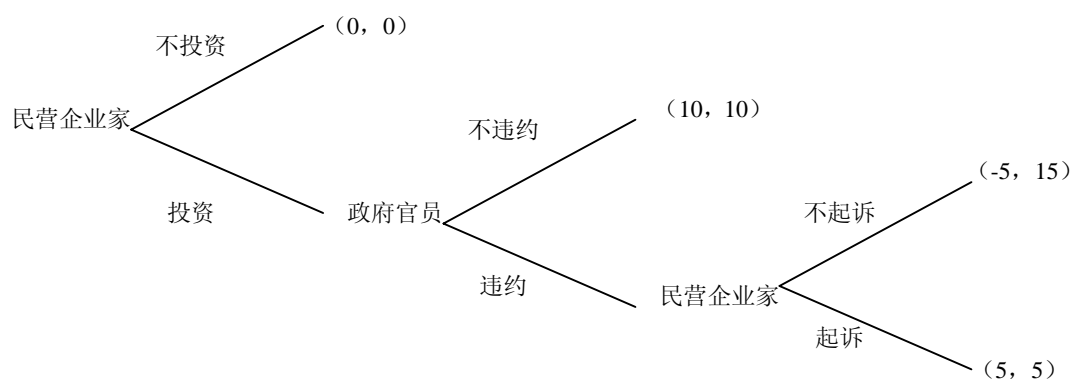 （0，0）
不投资
民营企业家
（10，10）
不违约
（-5，15）
投资
政府官员
不起诉
违约
民营企业家
起诉
（5，5）